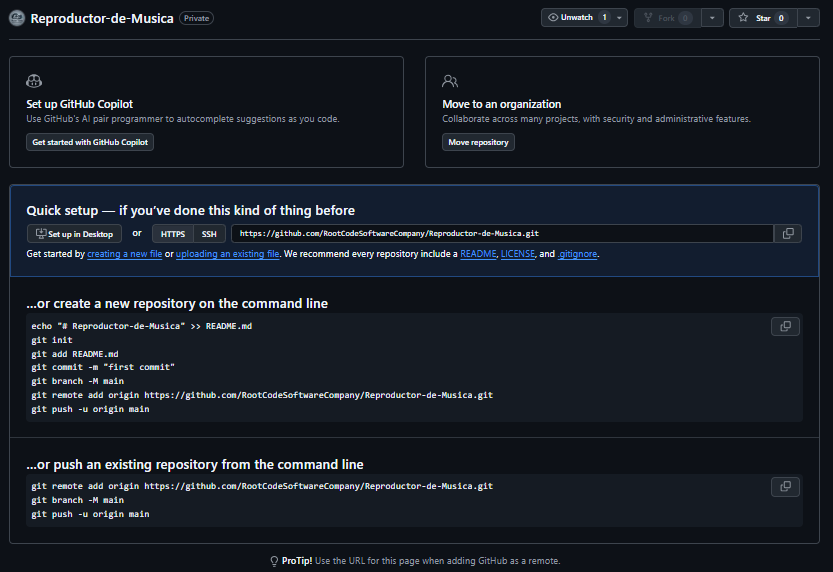 Reproductor-de-Musica Private
Unwatch 1
Fork 0
Star 0
Set up GitHub Copilot
Use GitHub's AI pair programmer to autocomplete suggestions as you code.
Get started with GitHub Copilot
Move to an organization
Collaborate across many projects, with security and administrative features.
Move repository
Quick setup — if you've done this kind of thing before
Set up in Desktop or HTTPS SSH https://github.com/RootCodeSoftwareCompany/Reproductor-de-Musica.git
Get started by creating a new file or uploading an existing file. We recommend every repository include a README, LICENSE, and .gitignore.
...or create a new repository on the command line
echo "# Reproductor-de-Musica" >> README.md
git init
git add README.md
git commit -m "first commit"
git branch -M main
git remote add origin https://github.com/RootCodeSoftwareCompany/Reproductor-de-Musica.git
git push -u origin main
...or push an existing repository from the command line
git remote add origin https://github.com/RootCodeSoftwareCompany/Reproductor-de-Musica.git
git branch -M main
git push -u origin main
ProTip! Use the URL for this page when adding GitHub as a remote.